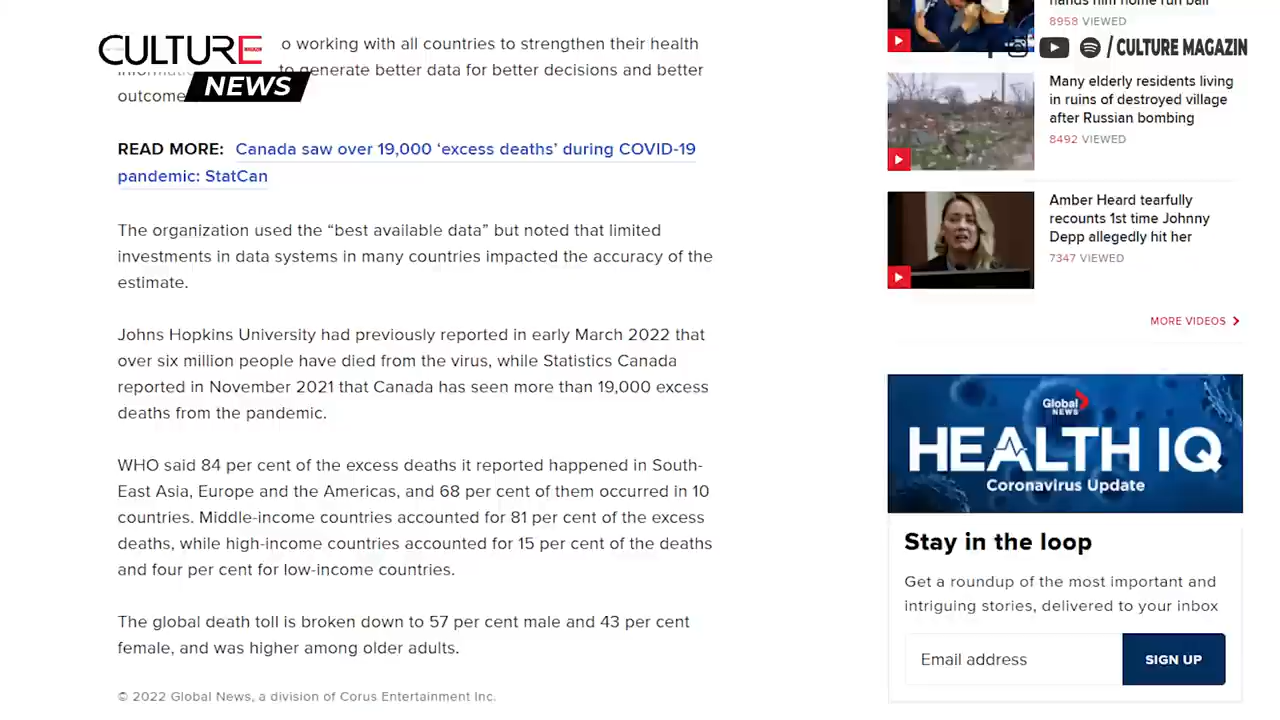 CULTURE
NEWS
o working with all countries to strengthen their health
to generate better data for better decisions and better
outcome
READ MORE: Canada saw over 19,000 ‘excess deaths’ during COVID-19
pandemic: StatCan
The organization used the “best available data” but noted that limited
investments in data systems in many countries impacted the accuracy of the
estimate.
Johns Hopkins University had previously reported in early March 2022 that
over six million people have died from the virus, while Statistics Canada
reported in November 2021 that Canada has seen more than 19,000 excess
deaths from the pandemic.
WHO said 84 per cent of the excess deaths it reported happened in South-
East Asia, Europe and the Americas, and 68 per cent of them occurred in 10
countries. Middle-income countries accounted for 81 per cent of the excess
deaths, while high-income countries accounted for 15 per cent of the deaths
and four per cent for low-income countries.
The global death toll is broken down to 57 per cent male and 43 per cent
female, and was higher among older adults.
© 2022 Global News, a division of Corus Entertainment Inc.
hands him home run ball
8958 VIEWED
/ CULTURE MAGAZIN
Many elderly residents living
in ruins of destroyed village
after Russian bombing
8492 VIEWED
Amber Heard tearfully
recounts 1st time Johnny
Depp allegedly hit her
7347 VIEWED
MORE VIDEOS
Global
NEWS
HEALTH IQ
Coronavirus Update
Stay in the loop
Get a roundup of the most important and
intriguing stories, delivered to your inbox
Email address
SIGN UP